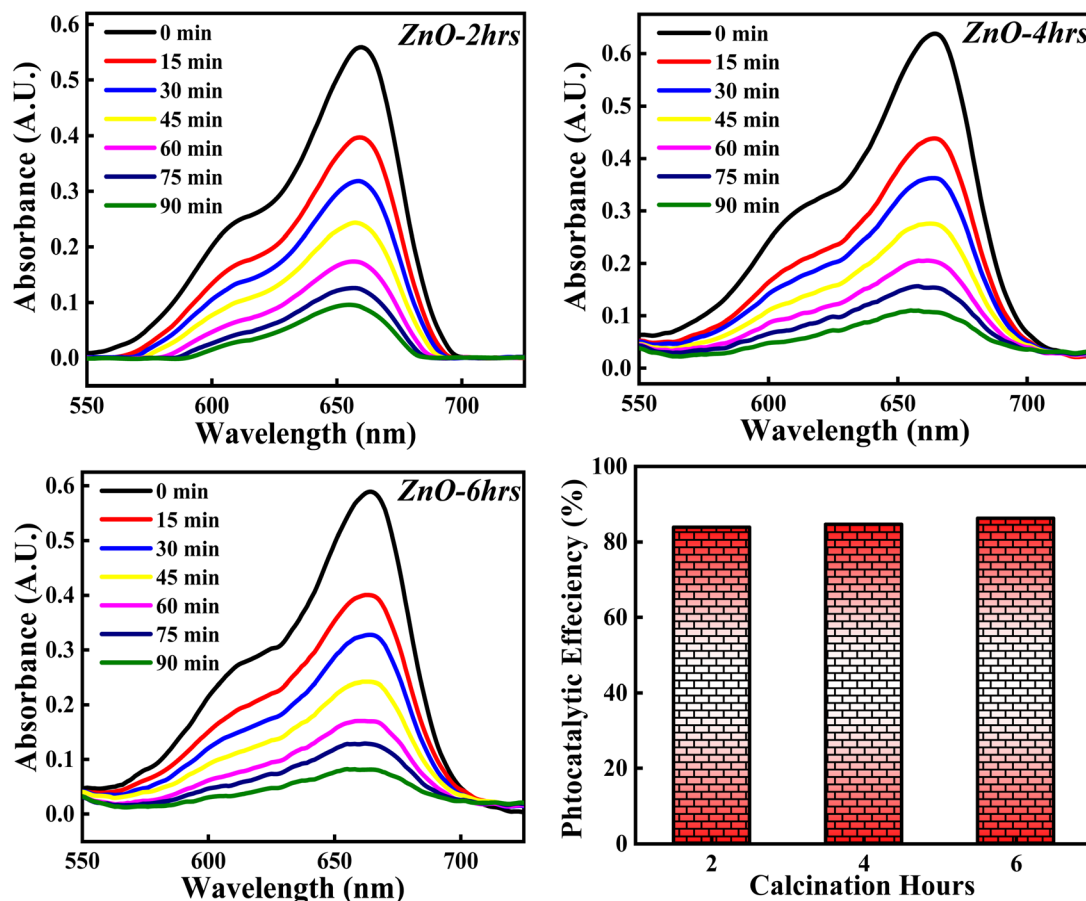 ZnO-2hrs
0 min
15 min
30 min
45 min
60 min
75 min
90 min
0.6
0.5
0.4
0.3
0.2
0.1
0.0
Absorbance (A.U.)
550
600
650
700
Wavelength (nm)
ZnO-4hrs
0 min
15 min
30 min
45 min
60 min
75 min
90 min
0.6
0.5
0.4
0.3
0.2
0.1
0.0
Absorbance (A.U.)
550
600
650
700
Wavelength (nm)
ZnO-6hrs
0 min
15 min
30 min
45 min
60 min
75 min
90 min
0.6
0.5
0.4
0.3
0.2
0.1
0.0
Absorbance (A.U.)
550
600
650
700
Wavelength (nm)
100
80
60
40
20
0
Phtocatalytic Effeciency (%)
2
4
6
Calcination Hours